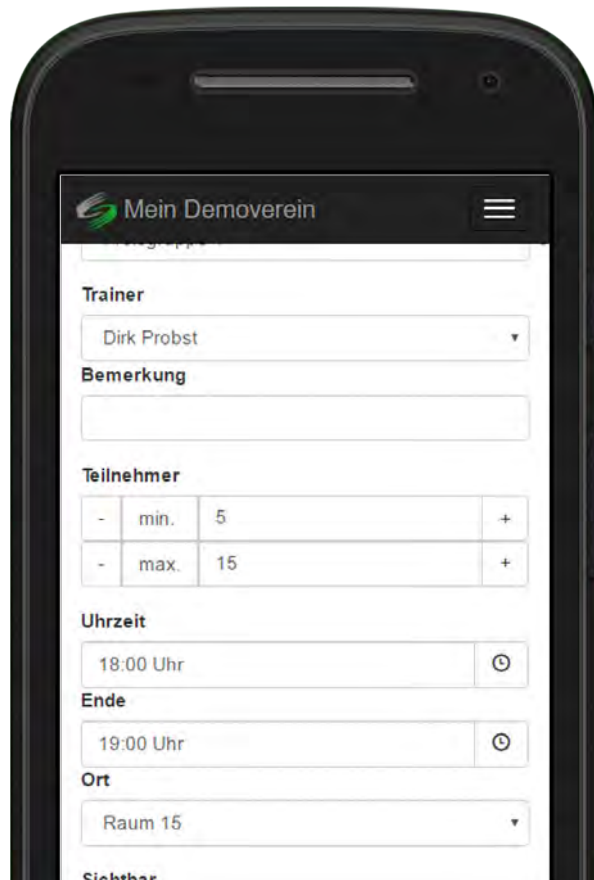 Mein Demoverein
Trainer
Dirk Probst
Bemerkung
Teilnehmer
- min. 5 +
- max. 15 +
Uhrzeit
18:00 Uhr
Ende
19:00 Uhr
Ort
Raum 15
Sichtbar